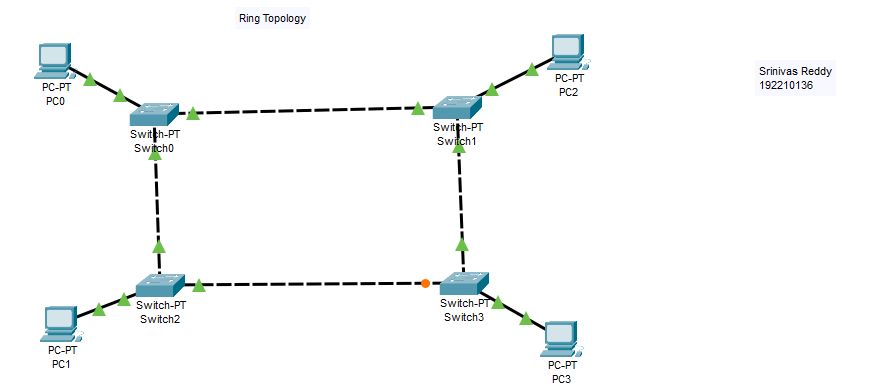 Ring Topology
PC-PT
PC0
PC-PT
PC2
Srinivas Reddy
192210136
Switch-PT
Switch0
Switch-PT
Switch1
Switch-PT
Switch2
Switch-PT
Switch3
PC-PT
PC1
PC-PT
PC3